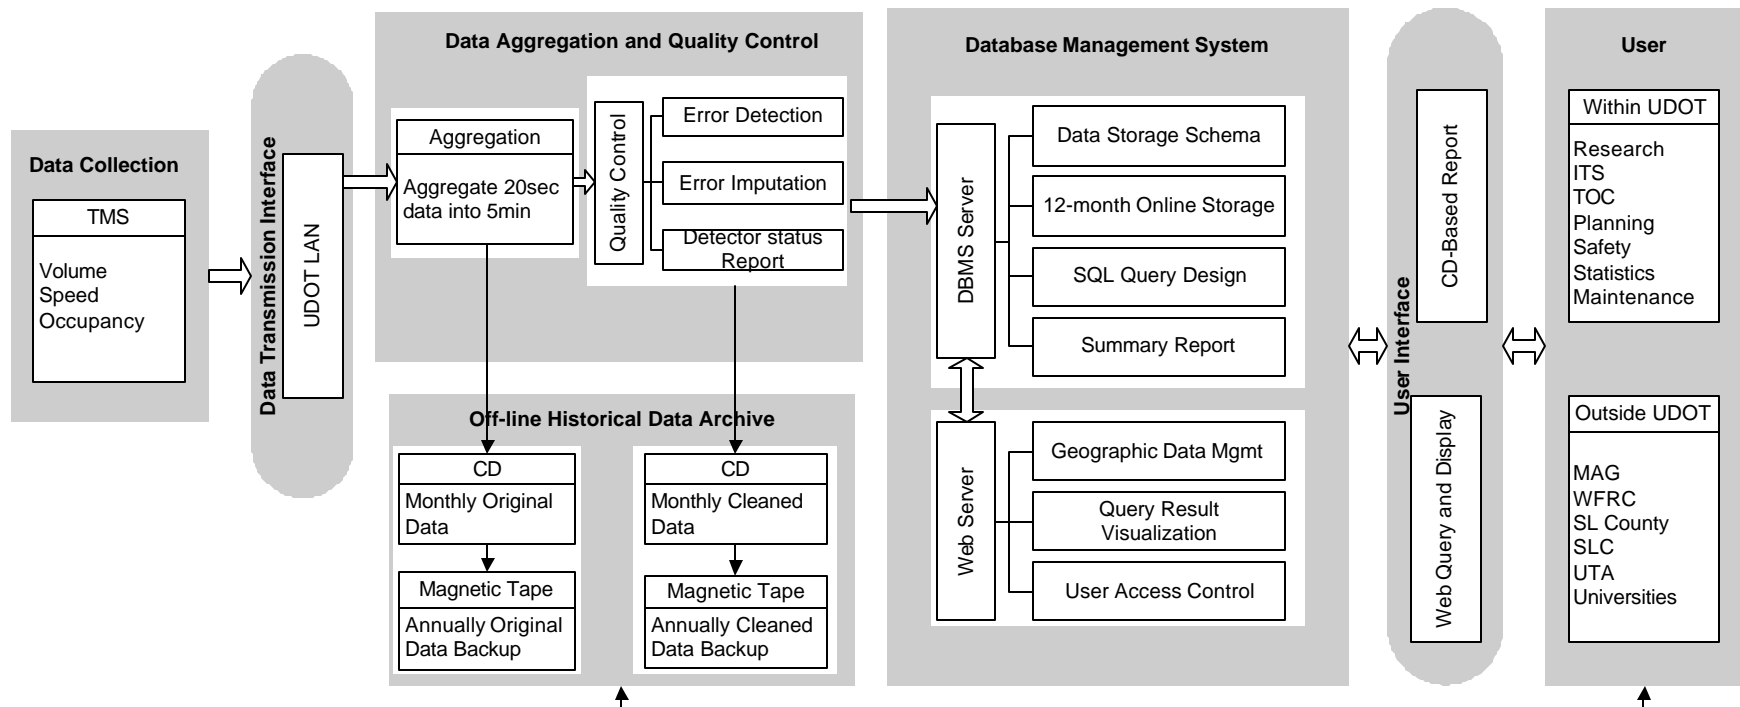 Data Collection
TMS
Volume
Speed
Occupancy
Data Transmission Interface
UDOT LAN
Data Aggregation and Quality Control
Aggregation
Aggregate 20sec
data into 5min
Quality Control
Error Detection
Error Imputation
Detector status
Report
Off-line Historical Data Archive
CD
Monthly Original
Data
Magnetic Tape
Annually Original
Data Backup
CD
Monthly Cleaned
Data
Magnetic Tape
Annually Cleaned
Data Backup
Database Management System
DBMS Server
Data Storage Schema
12-month Online Storage
SQL Query Design
Summary Report
Web Server
Geographic Data Mgmt
Query Result
Visualization
User Access Control
User Interface
CD-Based Report
Web Query and Display
User
Within UDOT
Research
ITS
TOC
Planning
Safety
Statistics
Maintenance
Outside UDOT
MAG
WFRC
SL County
SLC
UTA
Universities